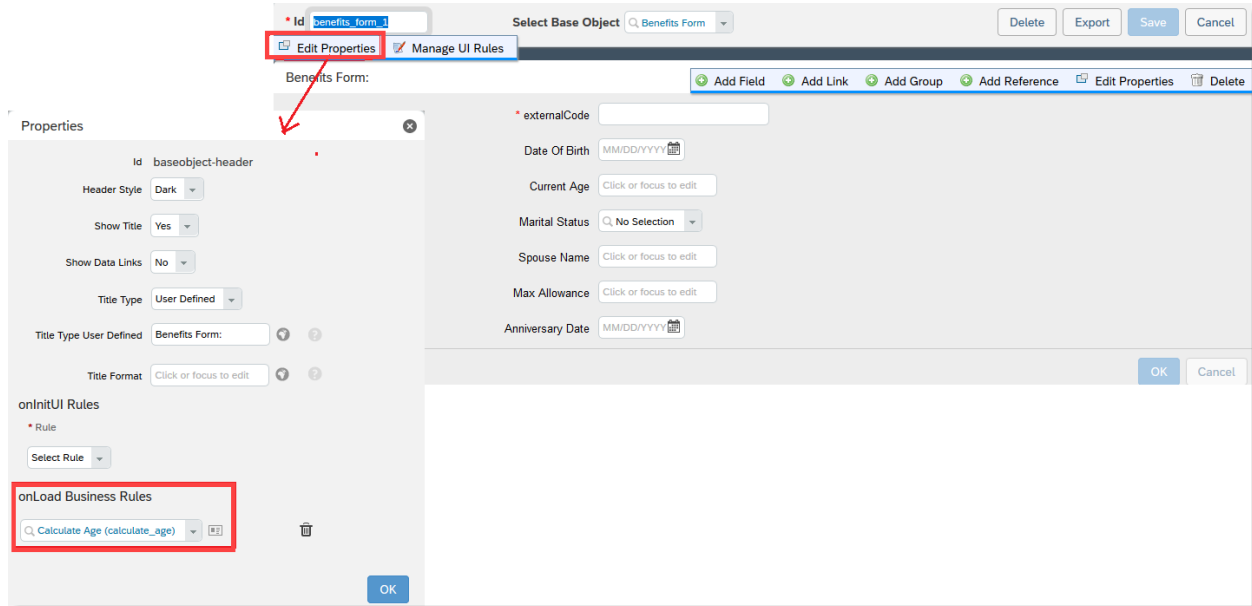 * Id benefits_form_1 Select Base Object Benefits Form Delete Export Save Cancel
Edit Properties Manage UI Rules
Benefits Form: Add Field Add Link Add Group Add Reference Edit Properties Delete
* externalCode
Date Of Birth MM/DD/YYYY
Current Age Click or focus to edit
Marital Status No Selection
Spouse Name Click or focus to edit
Max Allowance Click or focus to edit
Anniversary Date MM/DD/YYYY
OK Cancel
Properties
Id baseobject-header
Header Style Dark
Show Title Yes
Show Data Links No
Title Type User Defined
Title Type User Defined Benefits Form:
Title Format Click or focus to edit
onInitUI Rules
* Rule
Select Rule
onLoad Business Rules
Calculate Age (calculate_age)
OK